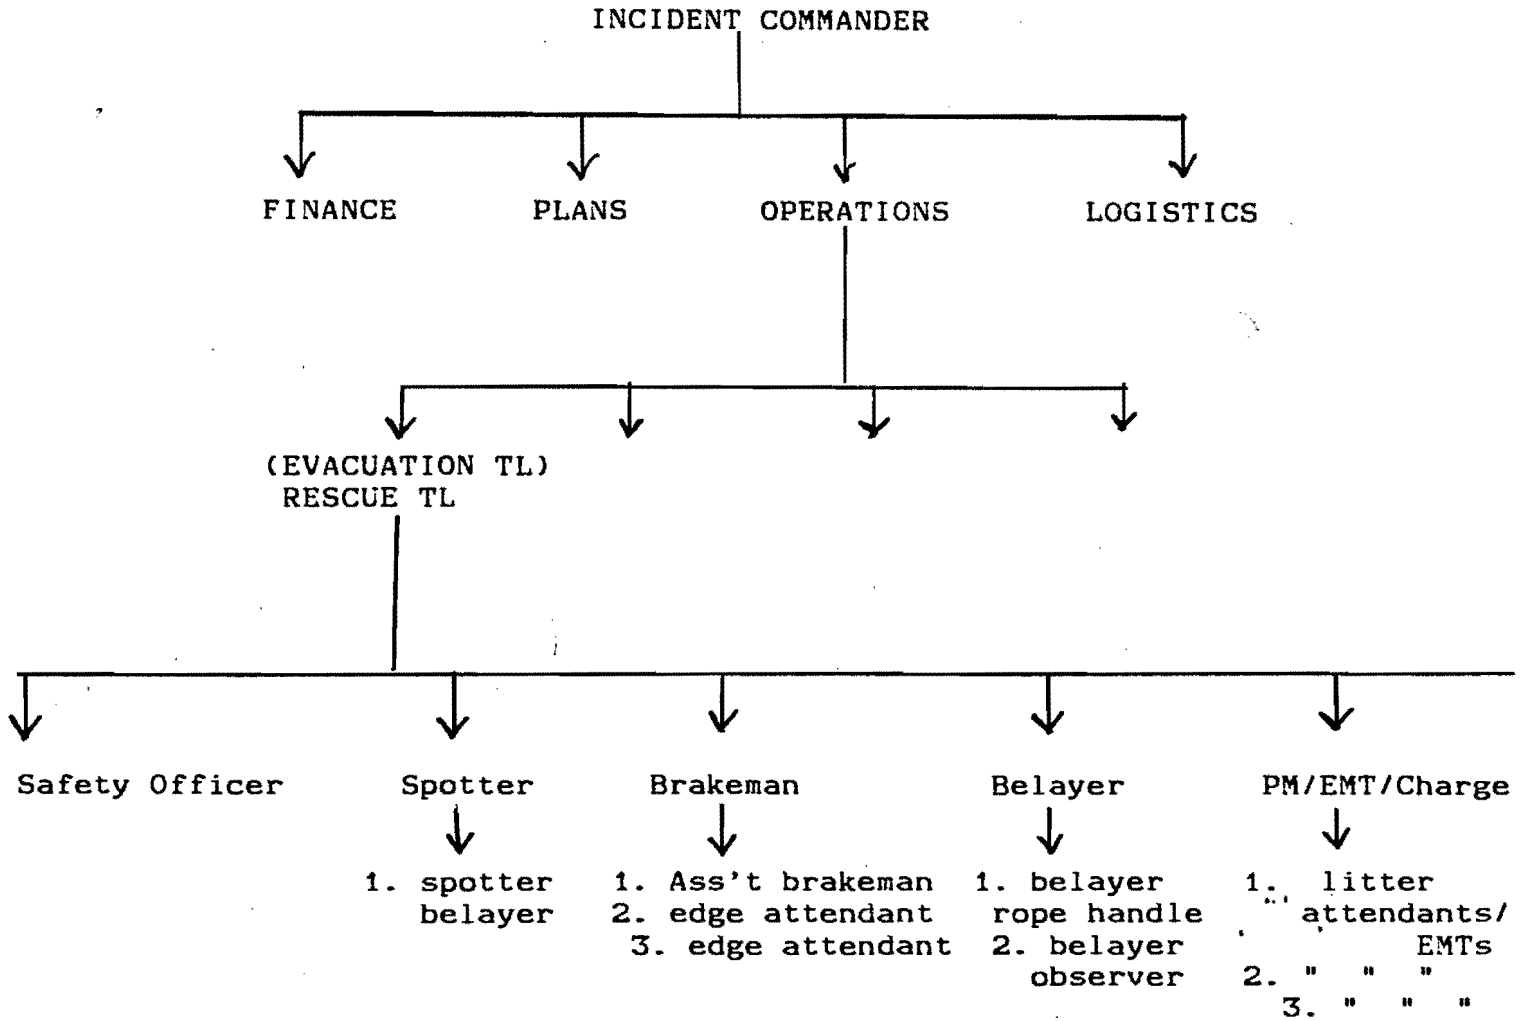 INCIDENT COMMANDER
FINANCE PLANS OPERATIONS LOGISTICS
(EVACUATION TL)
RESCUE TL
Safety Officer Spotter Brakeman Belayer PM/EMT/Charge
1. spotter
belayer
1. Ass't brakeman
2. edge attendant
3. edge attendant
1. belayer
rope handle
2. belayer
observer
1. litter
attendants/
EMTs
2. " " "
3. " " "